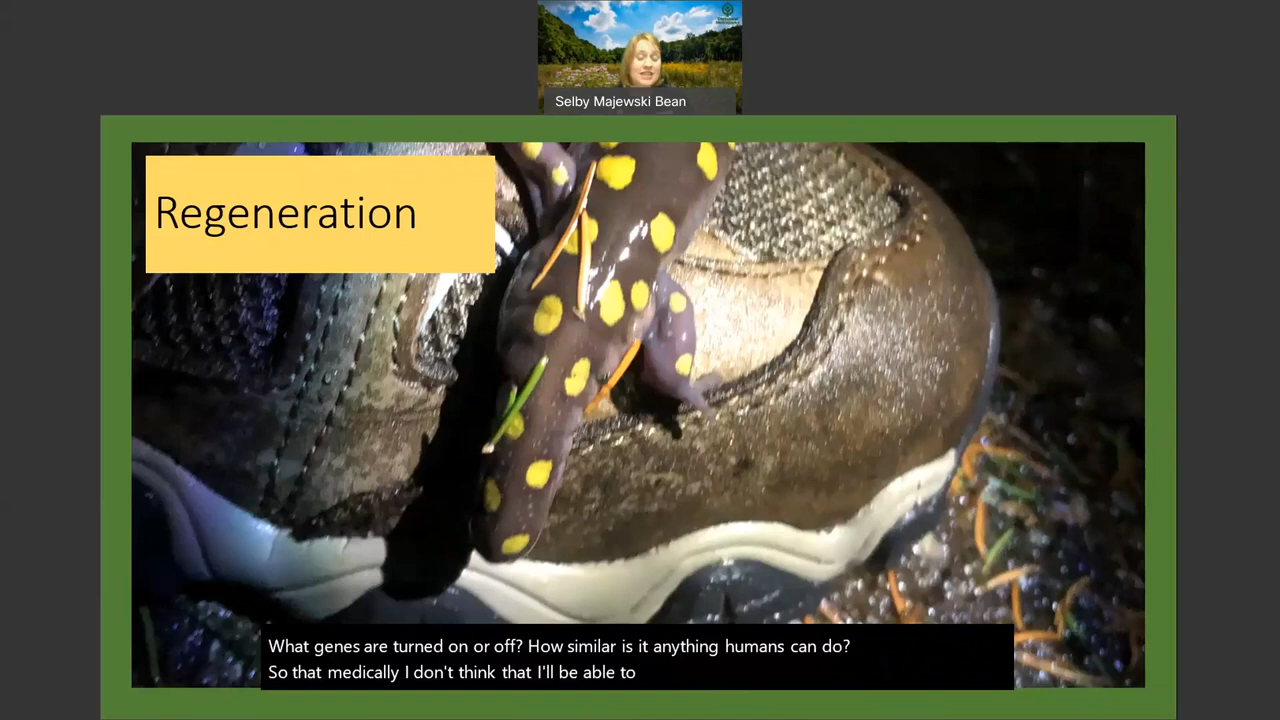 Selby Majewski Bean
Regeneration
What genes are turned on or off? How similar is it anything humans can do?
So that medically I don't think that I'll be able to